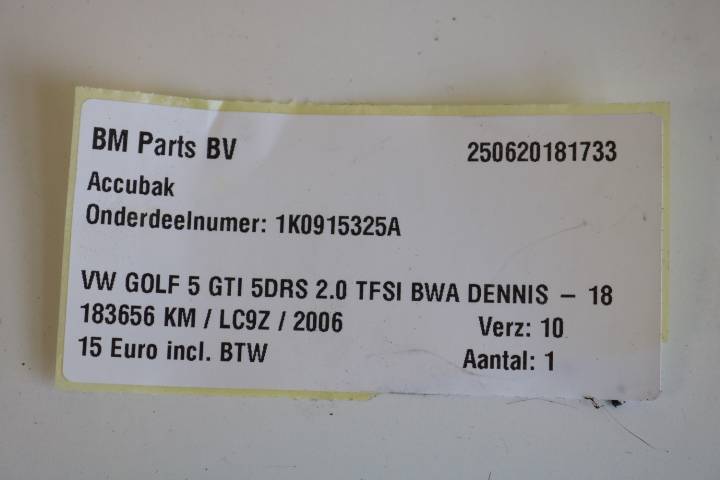 BM Parts BV 250620181733
Accubak
Onderdeelnumer: 1K0915325A
VW GOLF 5 GTI 5DRS 2.0 TFSI BWA DENNIS – 18
183656 KM / LC9Z / 2006 Verz: 10
15 Euro incl. BTW Aantal: 1